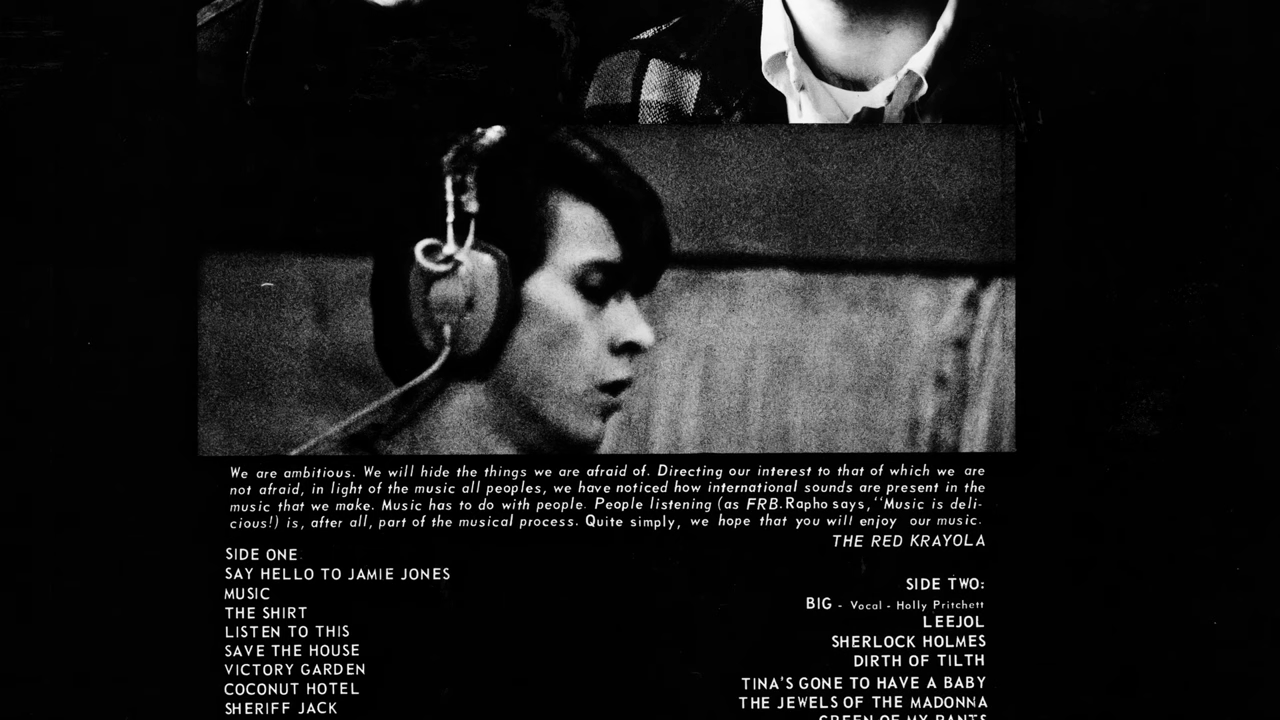 We are ambitious. We will hide the things we are afraid of. Directing our interest to that of which we are
not afraid, in light of the music all peoples, we have noticed how international sounds are present in the
music that we make. Music has to do with people. People listening (as FRB. Rapho says, "Music is deli-
cious!) is, after all, part of the musical process. Quite simply, we hope that you will enjoy our music.
THE RED KRAYOLA
SIDE ONE
SAY HELLO TO JAMIE JONES
MUSIC
THE SHIRT
LISTEN TO THIS
SAVE THE HOUSE
VICTORY GARDEN
COCONUT HOTEL
SHERIFF JACK
SIDE TWO:
BIG - Vocal - Holly Pritchett
LEEJOL
SHERLOCK HOLMES
DIRTH OF TILTH
TINA'S GONE TO HAVE A BABY
THE JEWELS OF THE MADONNA
GREEN OF MY PANTS